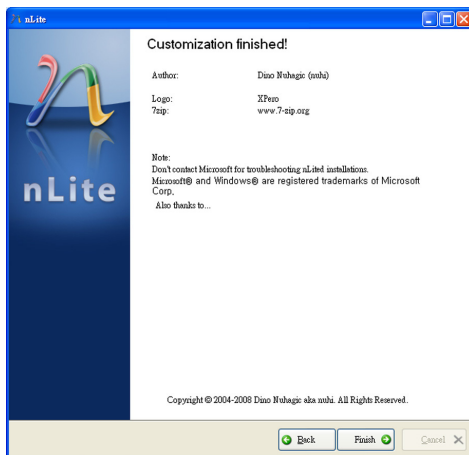 nLite
Customization finished!
Author: Dino Nuhagic (nuhi)
Logo: XPero
7zip: www.7-zip.org
Note:
Don't contact Microsoft for troubleshooting nLited installations.
Microsoft® and Windows® are registered trademarks of Microsoft
Corp.
Also thanks to...
nLite
Copyright © 2004-2008 Dino Nuhagic aka nuhi. All Rights Reserved.
Back Finish Cancel